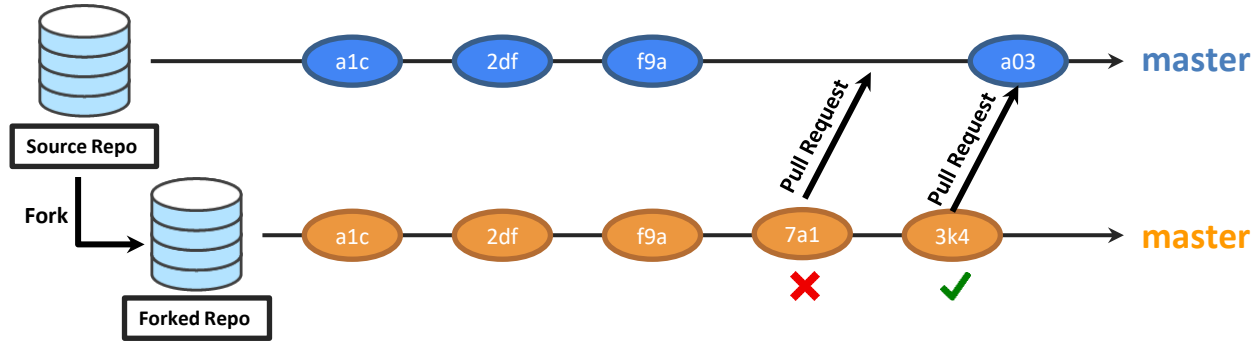 a1c
2df
f9a
a03
master
Source Repo
Pull Request
Pull Request
Fork
a1c
2df
f9a
7a1
3k4
master
Forked Repo